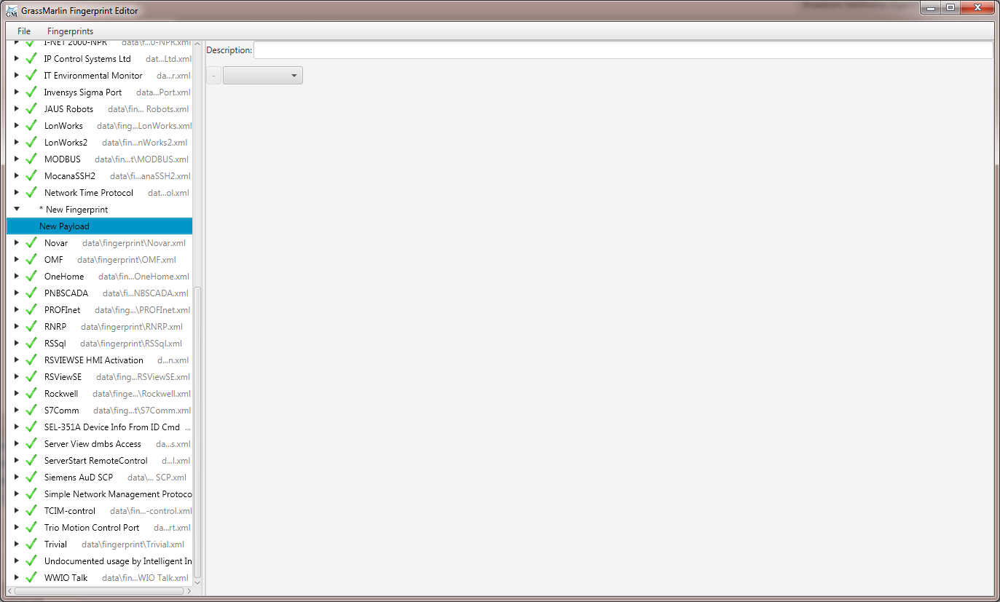 GrassMarlin Fingerprint Editor
File Fingerprints
I-NET 2000-NPR data\f...0-NPR.xml
Description:
IP Control Systems Ltd dat...Ltd.xml
IT Environmental Monitor da...r.xml
-
Invensys Sigma Port data...Port.xml
JAUS Robots data\fin... Robots.xml
LonWorks data\fing...LonWorks.xml
LonWorks2 data\fin...nWorks2.xml
MODBUS data\fin...t\MODBUS.xml
MocanaSSH2 data\fi...anaSSH2.xml
Network Time Protocol dat...ol.xml
* New Fingerprint
New Payload
Novar data\fingerprint\Novar.xml
OMF data\fingerprint\OMF.xml
OneHome data\fin...OneHome.xml
PNBSCADA data\fi...NBSCADA.xml
PROFInet data\fing...\PROFInet.xml
RNRP data\fingerprint\RNRP.xml
RSSql data\fingerprint\RSSql.xml
RSVIEWSE HMI Activation d...n.xml
RSViewSE data\fing...RSViewSE.xml
Rockwell data\finge...\Rockwell.xml
S7Comm data\fing...t\S7Comm.xml
SEL-351A Device Info From ID Cmd ...
Server View dmbs Access da...s.xml
ServerStart RemoteControl d...l.xml
Siemens AuD SCP data\... SCP.xml
Simple Network Management Protoco
TCIM-control data\fin...-control.xml
Trio Motion Control Port da...rt.xml
Trivial data\fingerprint\Trivial.xml
Undocumented usage by Intelligent In
WWIO Talk data\fin...WIO Talk.xml